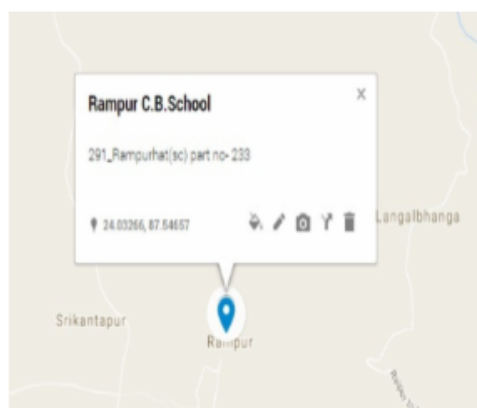 Rampur C.B.School
291_Rampurhat(sc) part no- 233
24.03266, 87.54657
Langalbhanga
Srikantapur
Rampur